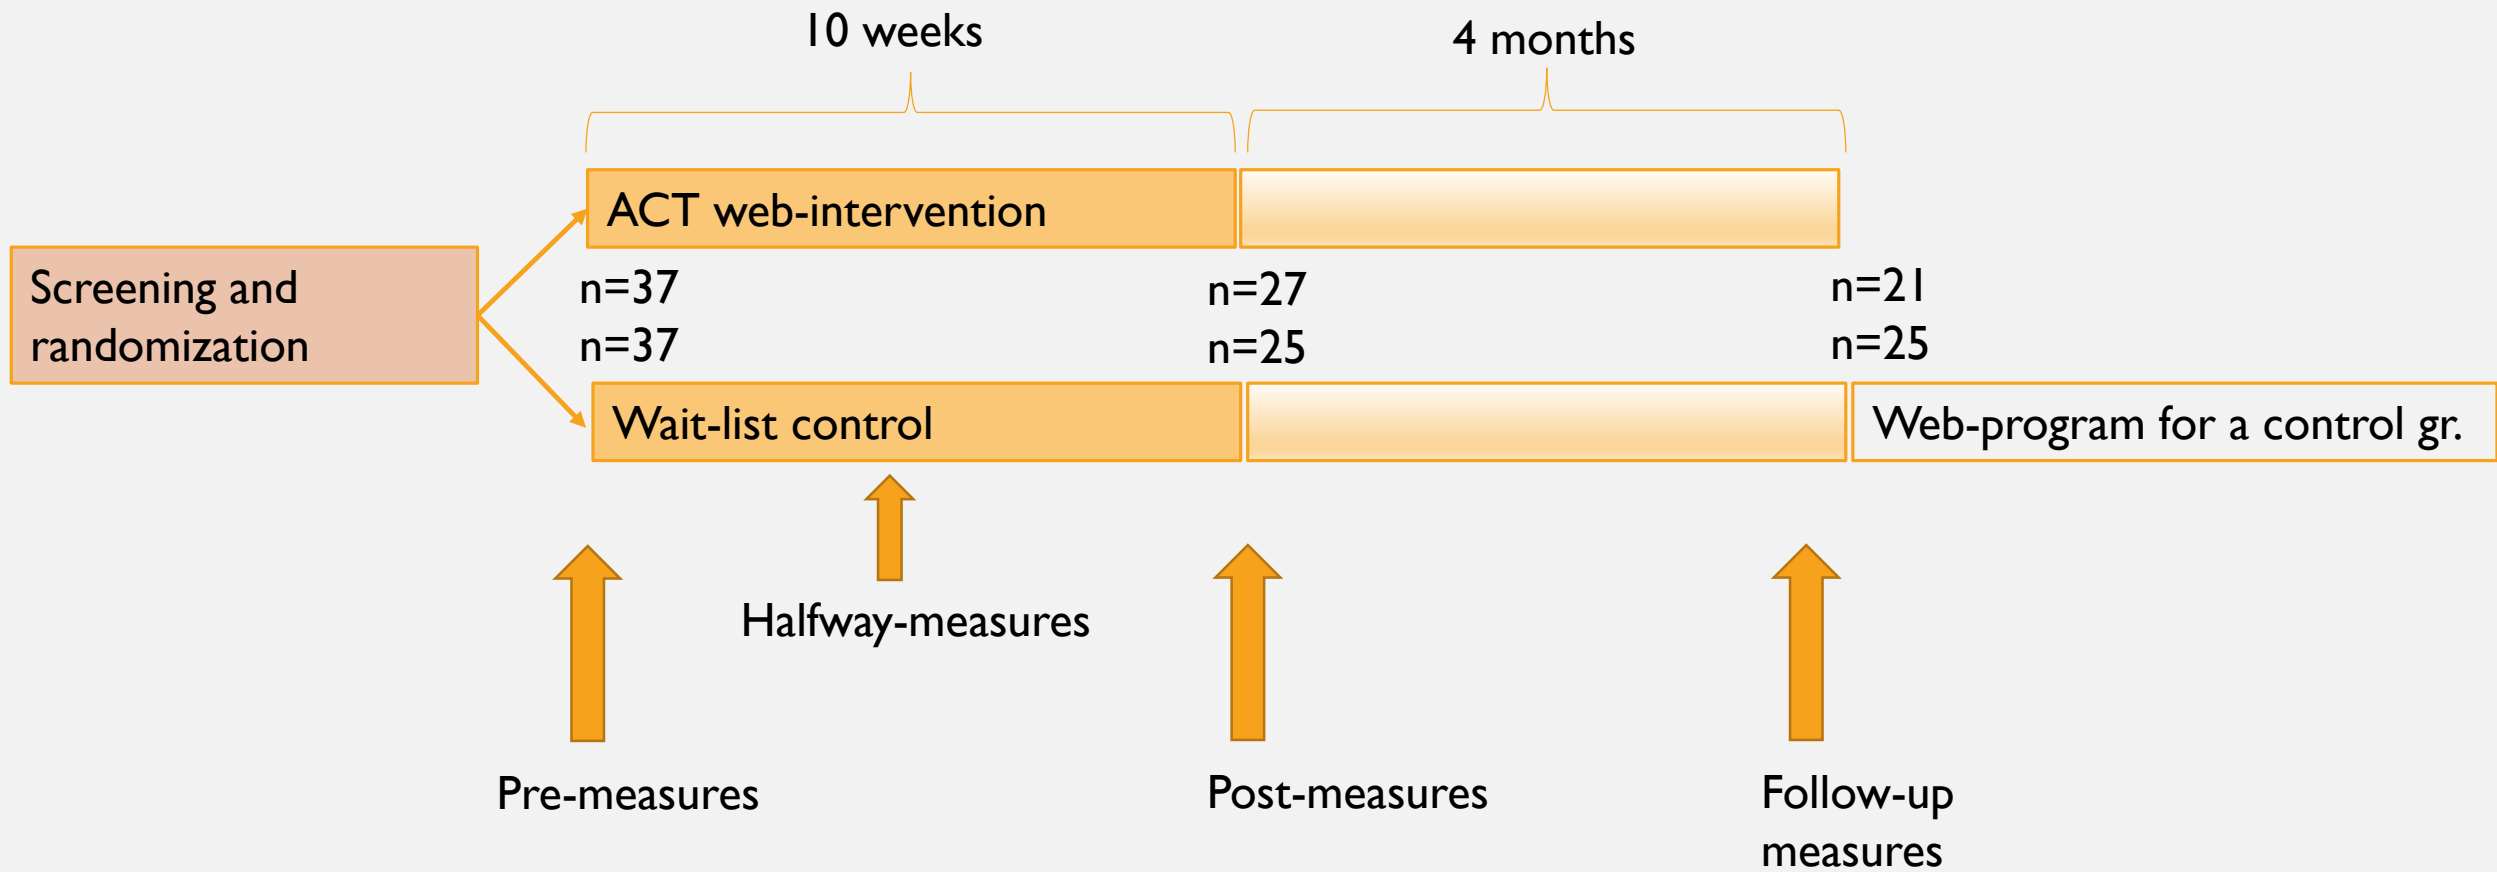 10 weeks
4 months
ACT web-intervention
Screening and
randomization
n=37
n=37
n=27
n=25
n=21
n=25
Wait-list control
Web-program for a control gr.
Halfway-measures
Pre-measures
Post-measures
Follow-up
measures